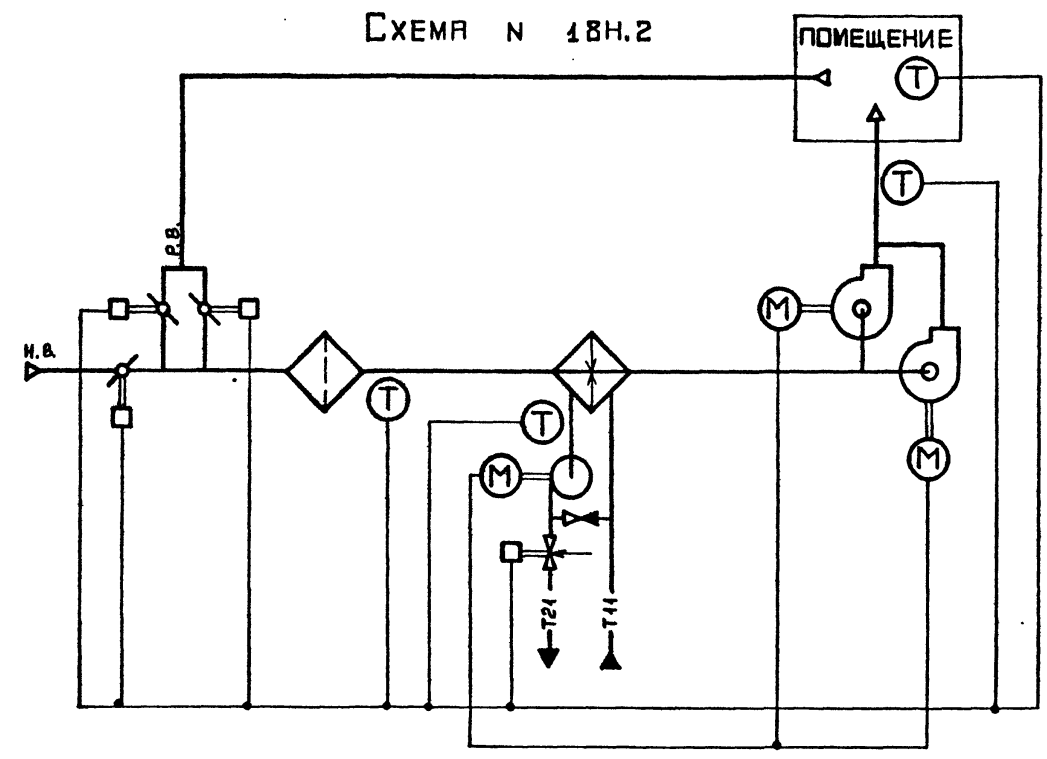 Схема N 18Н.2
ПОМЕЩЕНИЕ
Т
Т
Р.В.
М
Н.В.
Т
Т
М
М
Т21
Т11